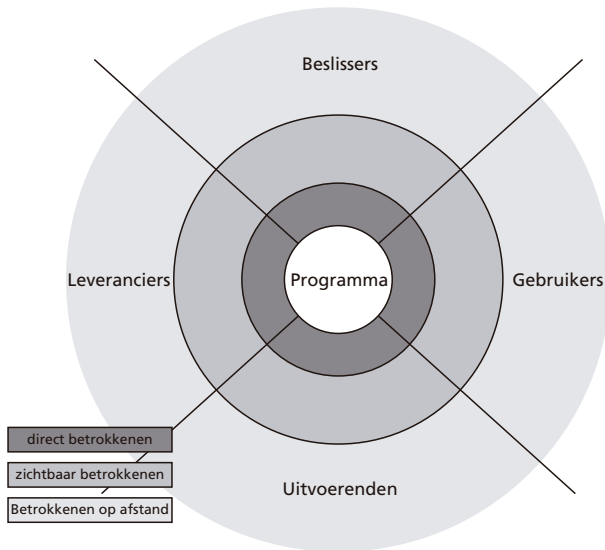 Beslissers
Leveranciers
Programma
Gebruikers
direct betrokkenen
zichtbaar betrokkenen
Betrokkenen op afstand
Uitvoerenden